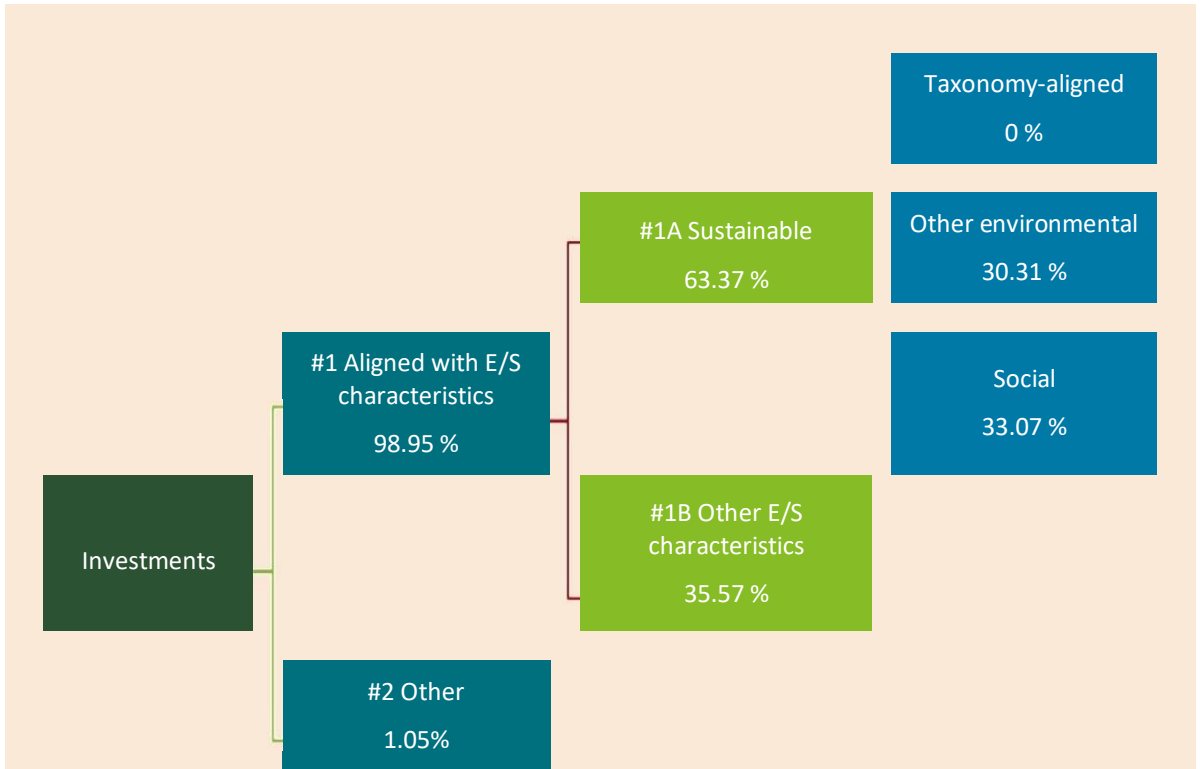 Investments
#1 Aligned with E/S
characteristics
98.95 %
#2 Other
1.05%
#1A Sustainable
63.37 %
#1B Other E/S
characteristics
35.57 %
Taxonomy-aligned
0 %
Other environmental
30.31 %
Social
33.07 %